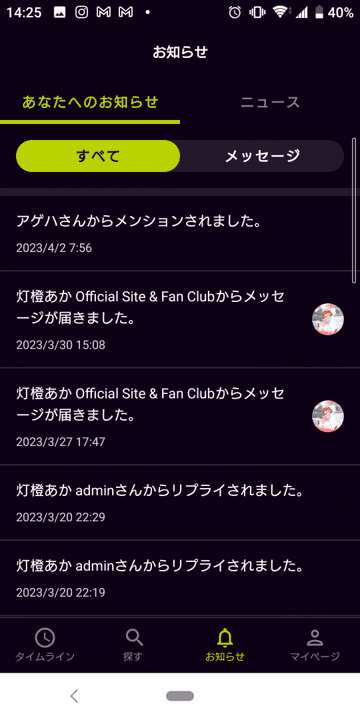 14:25
40%
お知らせ
あなたへのお知らせ
ニュース
すべて
メッセージ
アゲハさんからメンションされました。
2023/4/2 7:56
灯橙あか Official Site & Fan Clubからメッセ
ージが届きました。
2023/3/30 15:08
灯橙あか Official Site & Fan Clubからメッセ
ージが届きました。
2023/3/27 17:47
灯橙あか adminさんからリプライされました。
2023/3/20 22:29
灯橙あか adminさんからリプライされました。
2023/3/20 22:19
タイムライン
探す
お知らせ
マイページ